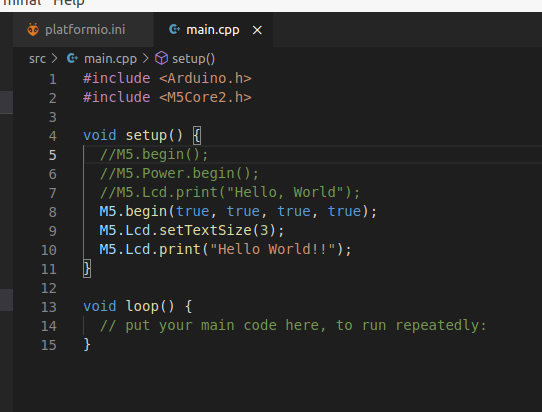 minal Help
platformio.ini
main.cpp ×
src > main.cpp > setup()
1 #include <Arduino.h>
2 #include <M5Core2.h>
3
4 void setup() {
5 //M5.begin();
6 //M5.Power.begin();
7 //M5.Lcd.print("Hello, World");
8 M5.begin(true, true, true, true);
9 M5.Lcd.setTextSize(3);
10 M5.Lcd.print("Hello World!!");
11 }
12
13 void loop() {
14 // put your main code here, to run repeatedly:
15 }